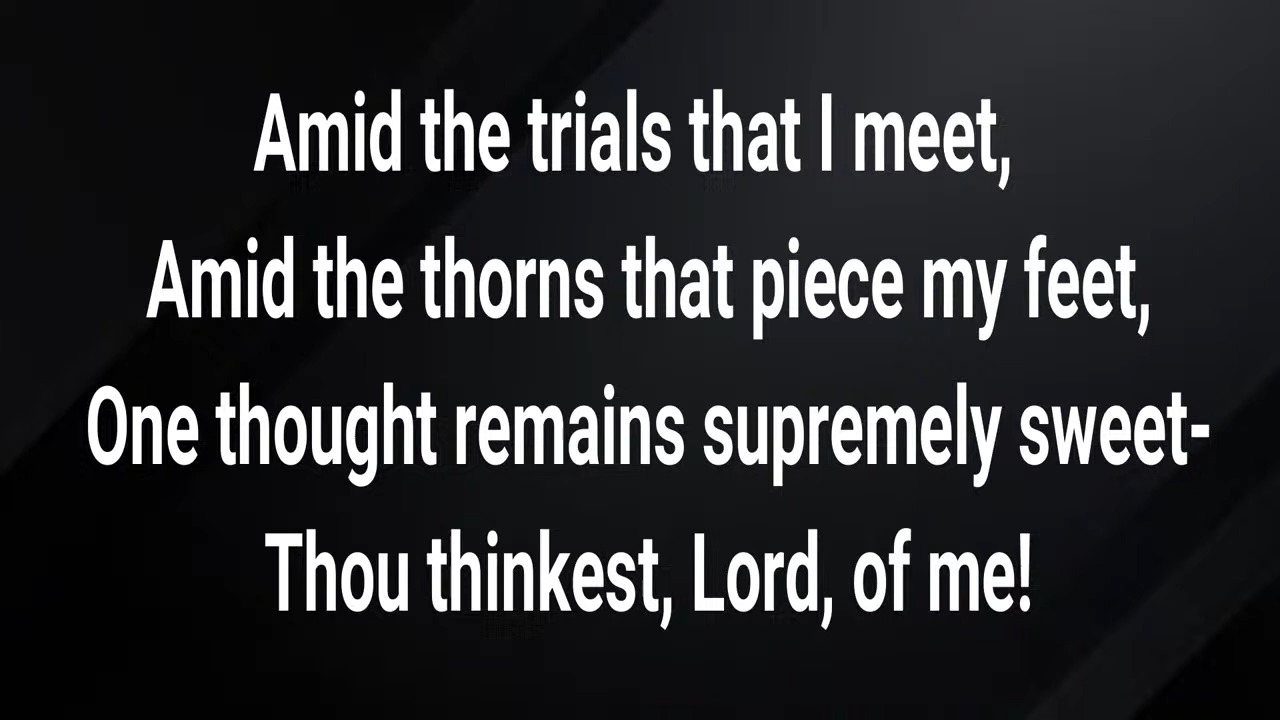 Amid the trials that I meet,
Amid the thorns that piece my feet,
One thought remains supremely sweet-
Thou thinkest, Lord, of me!